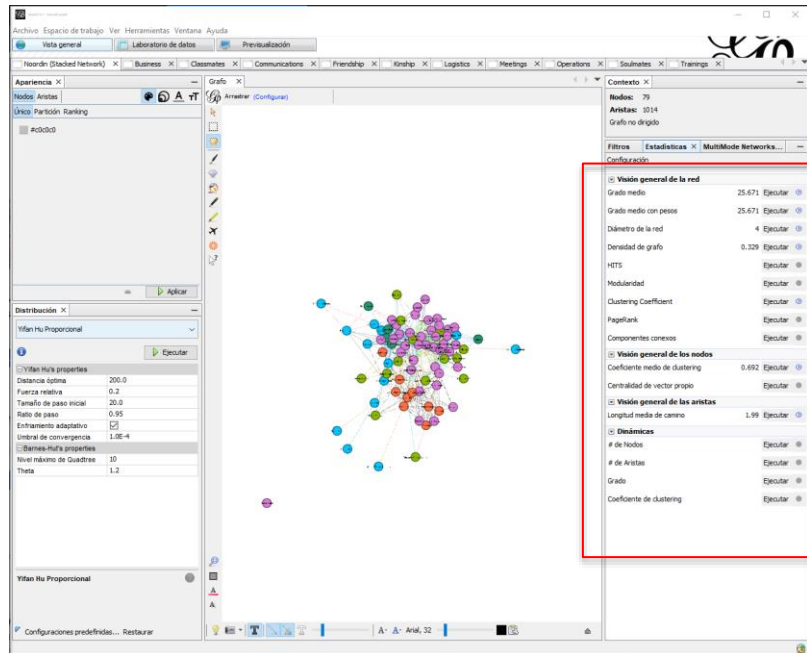 Archivo Espacio de trabajo Ver Herramientas Ventana Ayuda
Vista general Laboratorio de datos Previsualización
Noordin (Stacked Network) X Business X Classmates X Communications X Friendship X Kinship X Logistics X Meetings X Operations X Soulmates X Trainings X
Apariencia X
Nodos Aristas
Único Partición Ranking
#c0c0c0
Aplicar
Distribución X
Yifan Hu Proporcional
Ejecutar
Yifan Hu's properties
Distancia óptima 200.0
Fuerza relativa 0.2
Tamaño de paso inicial 20.0
Ratio de paso 0.95
Enfriamiento adaptativo
Umbral de convergencia 1.0E-4
Barnes-Hut's properties
Nivel máximo de Quadtree 10
Theta 1.2
Yifan Hu Proporcional
Configuraciones predefinidas... Restaurar
Grafo X
Arrastrar (Configurar)
A- A- Arial, 32
Contexto X
Nodos: 79
Aristas: 1014
Grafo no dirigido
Filtros Estadísticas X MultiMode Networks...
Configuración
Visión general de la red
Grado medio 25.671 Ejecutar
Grado medio con pesos 25.671 Ejecutar
Diámetro de la red 4 Ejecutar
Densidad de grafo 0.329 Ejecutar
HITS Ejecutar
Modularidad Ejecutar
Clustering Coefficient Ejecutar
PageRank Ejecutar
Componentes conexos Ejecutar
Visión general de los nodos
Coeficiente medio de clustering 0.692 Ejecutar
Centralidad de vector propio Ejecutar
Visión general de las aristas
Longitud media de camino 1.99 Ejecutar
Dinámicas
# de Nodos Ejecutar
# de Aristas Ejecutar
Grado Ejecutar
Coeficiente de clustering Ejecutar